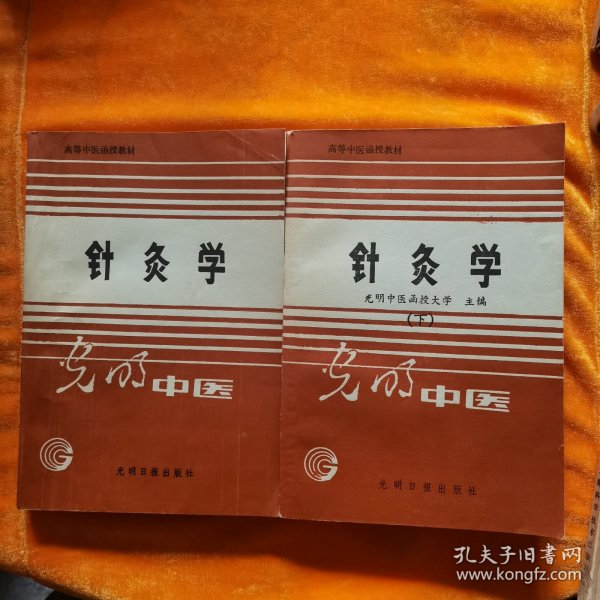 高等中医函授教材
针灸学
光明中医
光明日报出版社
高等中医函授教材
针灸学
光明中医函授大学 主编
(下)
光明中医
光明日报出版社
孔夫子旧书网
www.kongfz.com